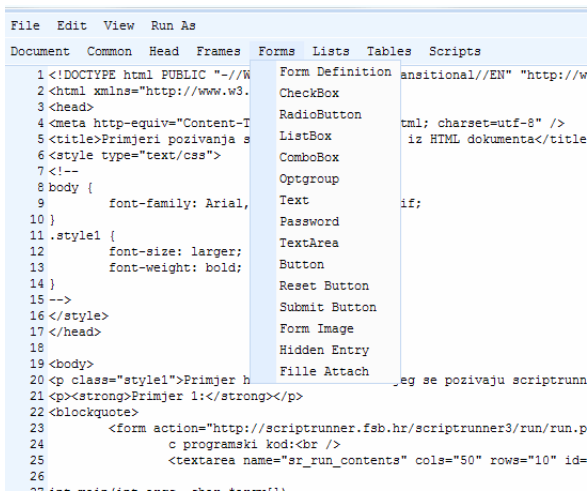 File Edit View Run As
Document Common Head Frames Forms Lists Tables Scripts
Form Definition
CheckBox
RadioButton
ListBox
ComboBox
Optgroup
Text
Password
TextArea
Button
Reset Button
Submit Button
Form Image
Hidden Entry
Fille Attach
1 <!DOCTYPE html PUBLIC "-//W ansitional//EN" "http://w
2 <html xmlns="http://www.w3.
3 <head>
4 <meta http-equiv="Content-T tml; charset=utf-8" />
5 <title>Primjeri pozivanja s iz HTML dokumenta</title
6 <style type="text/css">
7 <!--
8 body {
9 font-family: Arial, if;
10 }
11 .style1 {
12 font-size: larger;
13 font-weight: bold;
14 }
15 -->
16 </style>
17 </head>
18
19 <body>
20 <p class="style1">Primjer h eg se pozivaju scriptrunn
21 <p><strong>Primjer 1:</strong></p>
22 <blockquote>
23 <form action="http://scriptrunner.fsb.hr/scriptrunner3/run/run.p
24 c programski kod:<br />
25 <textarea name="sr_run_contents" cols="50" rows="10" id=
26